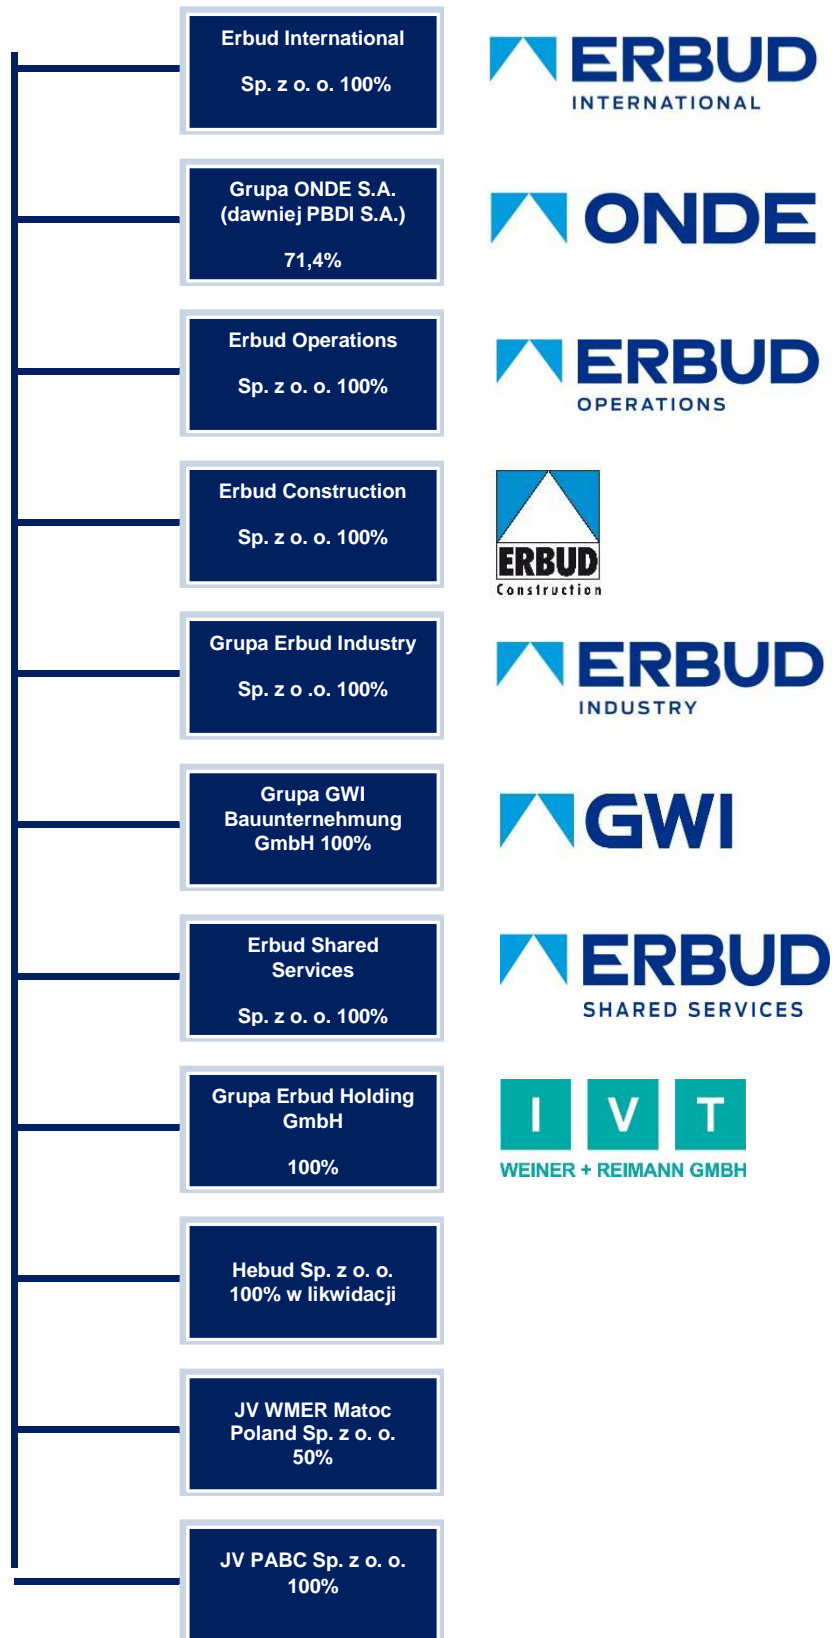 Erbud International
Sp. z o. o. 100%
ERBUD
INTERNATIONAL
Grupa ONDE S.A.
(dawniej PBDI S.A.)
71,4%
ONDE
Erbud Operations
Sp. z o. o. 100%
ERBUD
OPERATIONS
Erbud Construction
Sp. z o. o. 100%
ERBUD
Construction
Grupa Erbud Industry
Sp. z o .o. 100%
ERBUD
INDUSTRY
Grupa GWI
Bauunternehmung
GmbH 100%
GWI
Erbud Shared
Services
Sp. z o. o. 100%
ERBUD
SHARED SERVICES
Grupa Erbud Holding
GmbH
100%
I V T
WEINER + REIMANN GMBH
Hebud Sp. z o. o.
100% w likwidacji
JV WMER Matoc
Poland Sp. z o. o.
50%
JV PABC Sp. z o. o.
100%